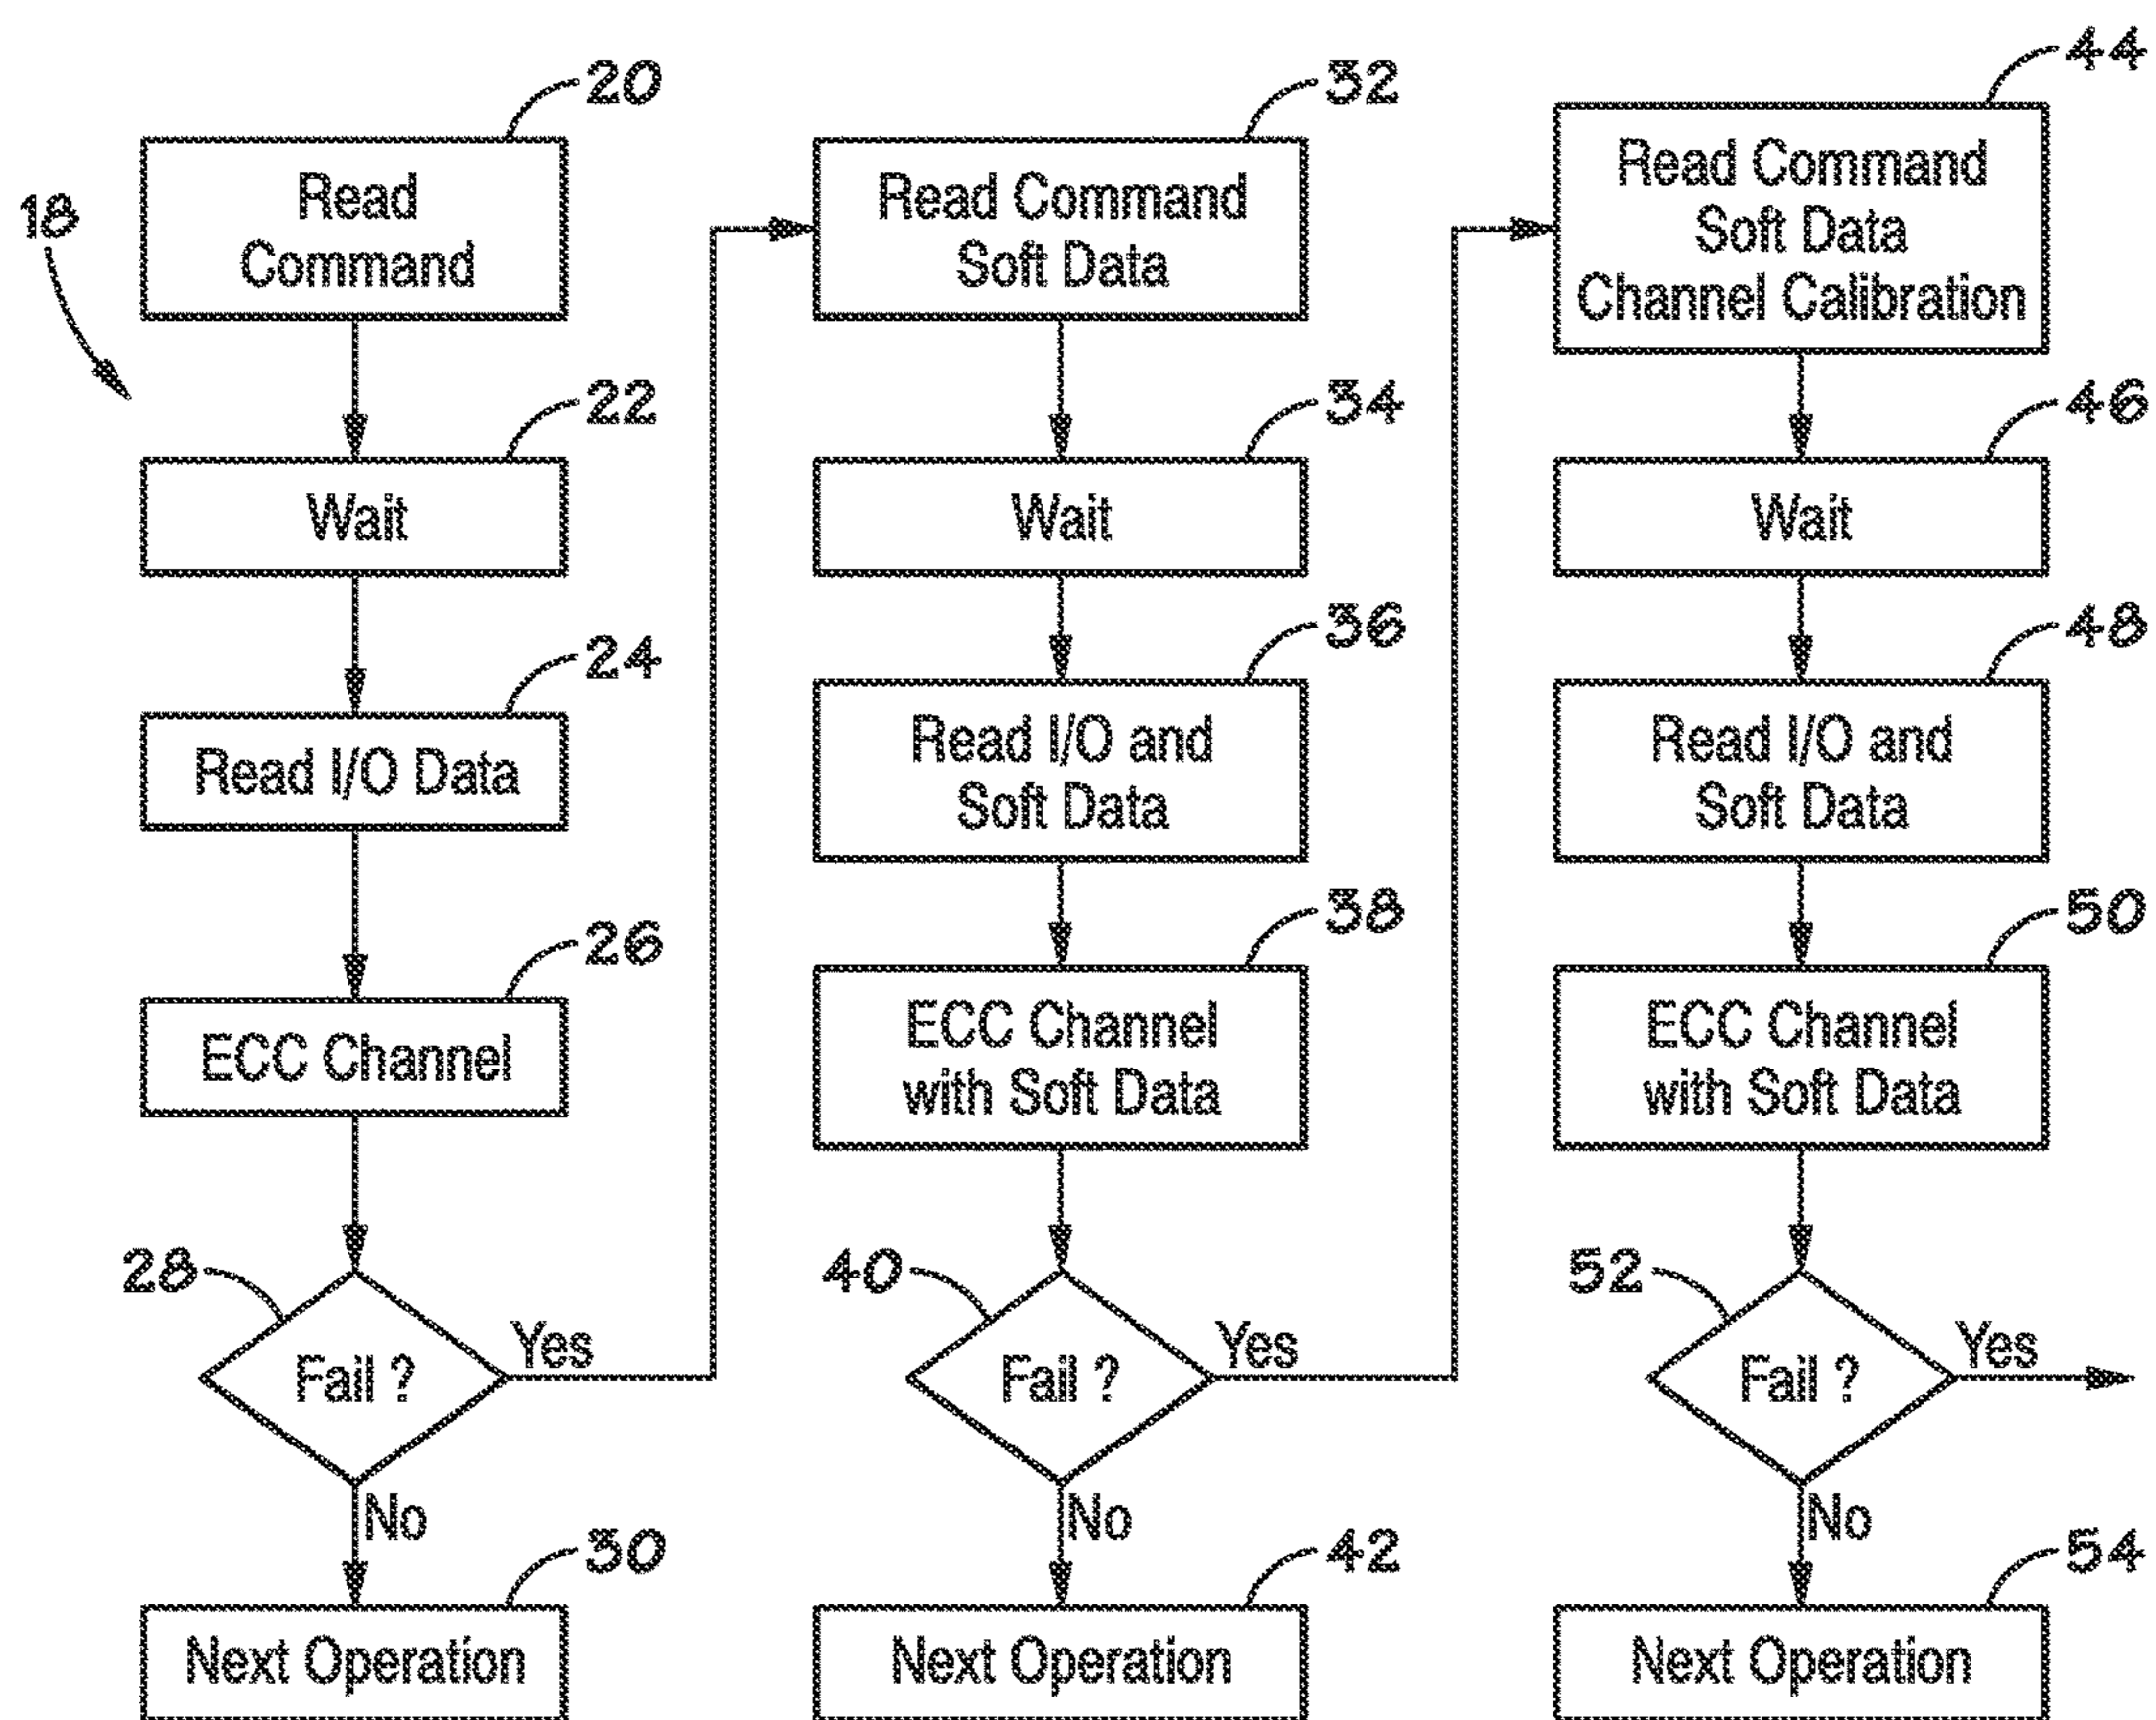 18
20
Read
Command
22
Wait
24
Read I/O Data
26
ECC Channel
28
Fail ?
Yes
No
30
Next Operation
32
Read Command
Soft Data
34
Wait
36
Read I/O and
Soft Data
38
ECC Channel
with Soft Data
40
Fail ?
Yes
No
42
Next Operation
44
Read Command
Soft Data
Channel Calibration
46
Wait
48
Read I/O and
Soft Data
50
ECC Channel
with Soft Data
52
Fail ?
Yes
No
54
Next Operation